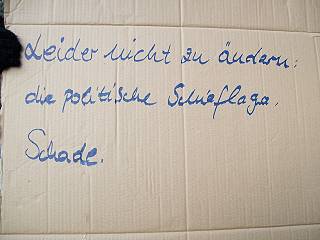 Leider nicht zu ändern:
die politische Schieflage.
Schade.